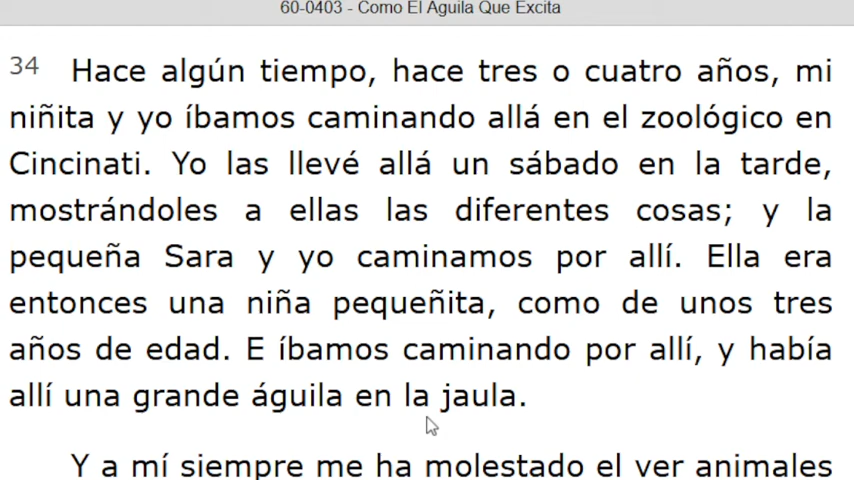 60-0403 - Como El Aguila Que Excita
34 Hace algún tiempo, hace tres o cuatro años, mi
niñita y yo íbamos caminando allá en el zoológico en
Cincinati. Yo las llevé allá un sábado en la tarde,
mostrándoles a ellas las diferentes cosas; y la
pequeña Sara y yo caminamos por allí. Ella era
entonces una niña pequeñita, como de unos tres
años de edad. E íbamos caminando por allí, y había
allí una grande águila en la jaula.
Y a mí siempre me ha molestado el ver animales